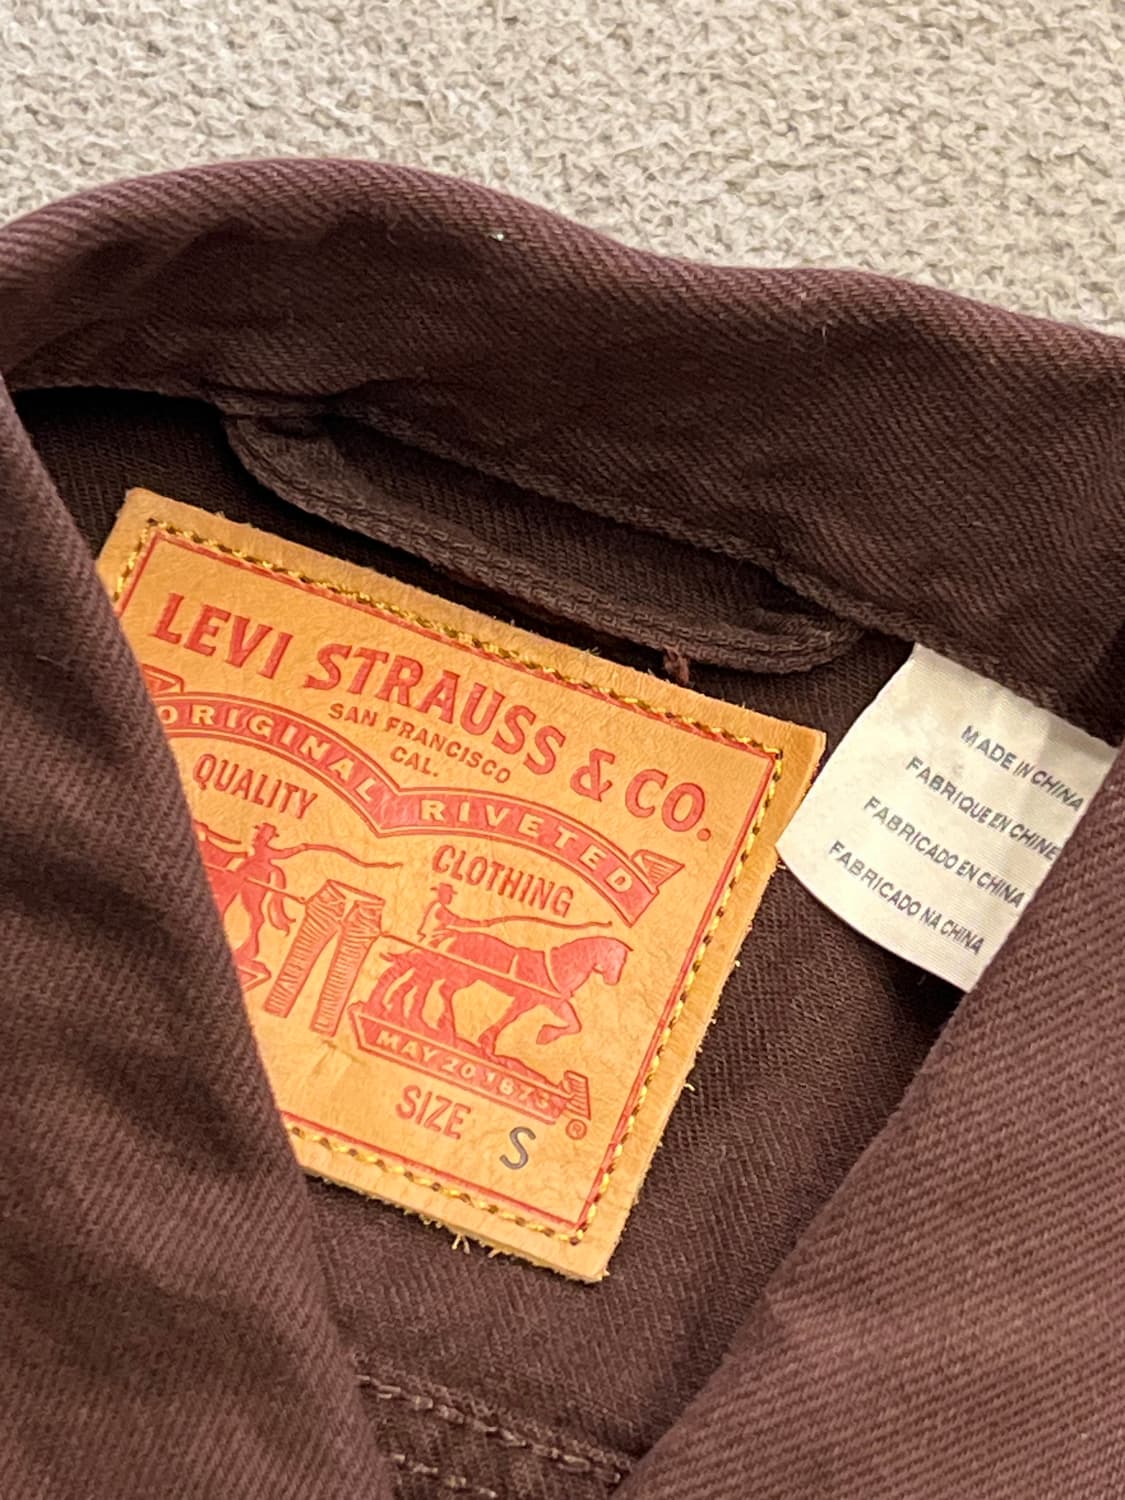 LEVI STRAUSS & CO.
SAN FRANCISCO
CAL.
ORIGINAL RIVETED
QUALITY
CLOTHING
MAY 20 1873
SIZE S
®
MADE IN CHINA
FABRIQUE EN CHINE
FABRICADO EN CHINA
FABRICADO NA CHINA